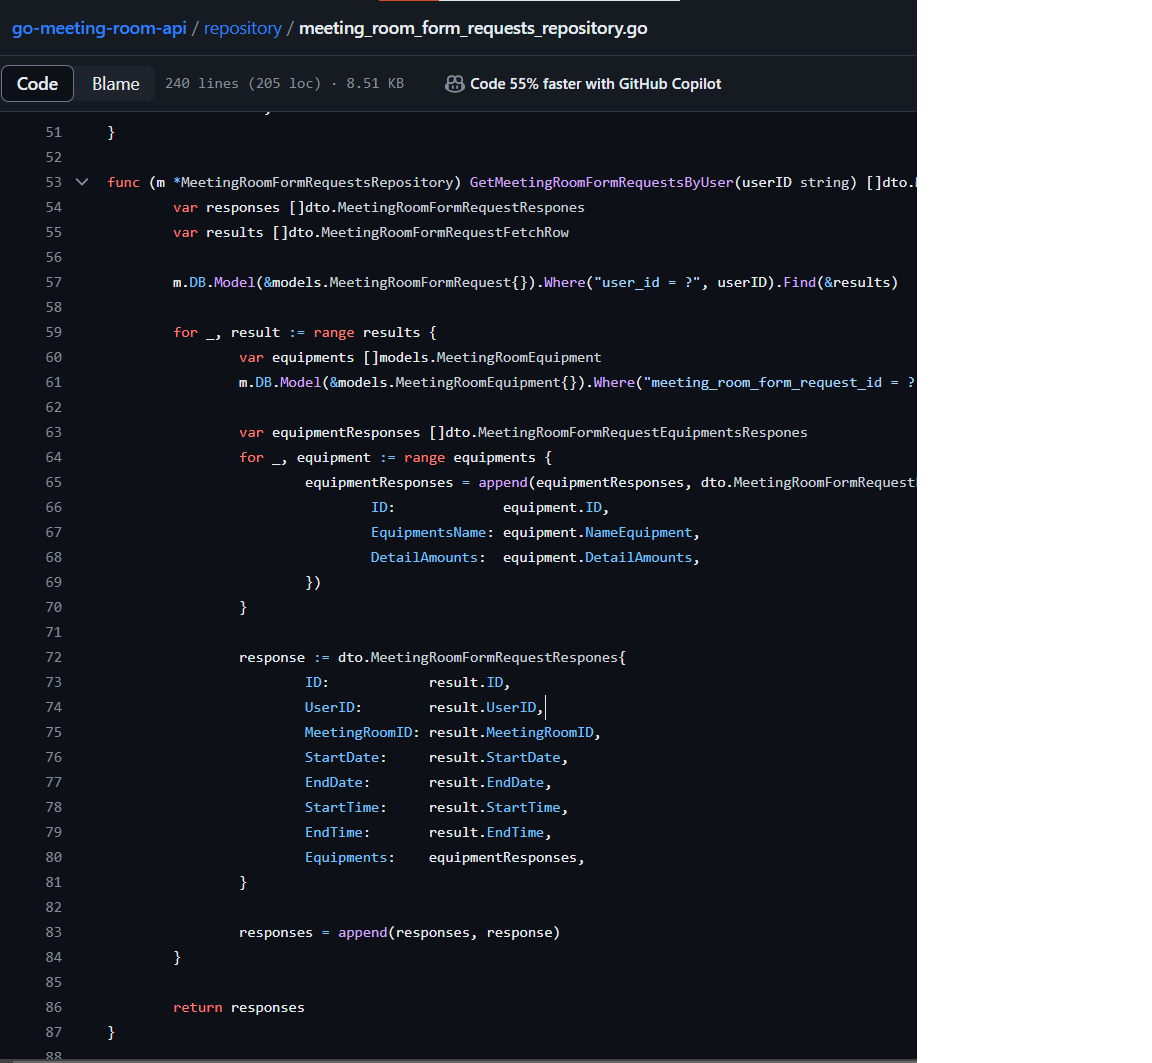 go-meeting-room-api / repository / meeting_room_form_requests_repository.go
Code Blame 240 lines (205 loc) · 8.51 KB Code 55% faster with GitHub Copilot
51 }
52
53 func (m *MeetingRoomFormRequestsRepository) GetMeetingRoomFormRequestsByUser(userID string) []dto.
54 var responses []dto.MeetingRoomFormRequestRespones
55 var results []dto.MeetingRoomFormRequestFetchRow
56
57 m.DB.Model(&models.MeetingRoomFormRequest{}).Where("user_id = ?", userID).Find(&results)
58
59 for _, result := range results {
60 var equipments []models.MeetingRoomEquipment
61 m.DB.Model(&models.MeetingRoomEquipment{}).Where("meeting_room_form_request_id = ?
62
63 var equipmentResponses []dto.MeetingRoomFormRequestEquipmentsRespones
64 for _, equipment := range equipments {
65 equipmentResponses = append(equipmentResponses, dto.MeetingRoomFormRequest
66 ID: equipment.ID,
67 EquipmentsName: equipment.NameEquipment,
68 DetailAmounts: equipment.DetailAmounts,
69 })
70 }
71
72 response := dto.MeetingRoomFormRequestRespones{
73 ID: result.ID,
74 UserID: result.UserID,
75 MeetingRoomID: result.MeetingRoomID,
76 StartDate: result.StartDate,
77 EndDate: result.EndDate,
78 StartTime: result.StartTime,
79 EndTime: result.EndTime,
80 Equipments: equipmentResponses,
81 }
82
83 responses = append(responses, response)
84 }
85
86 return responses
87 }
88